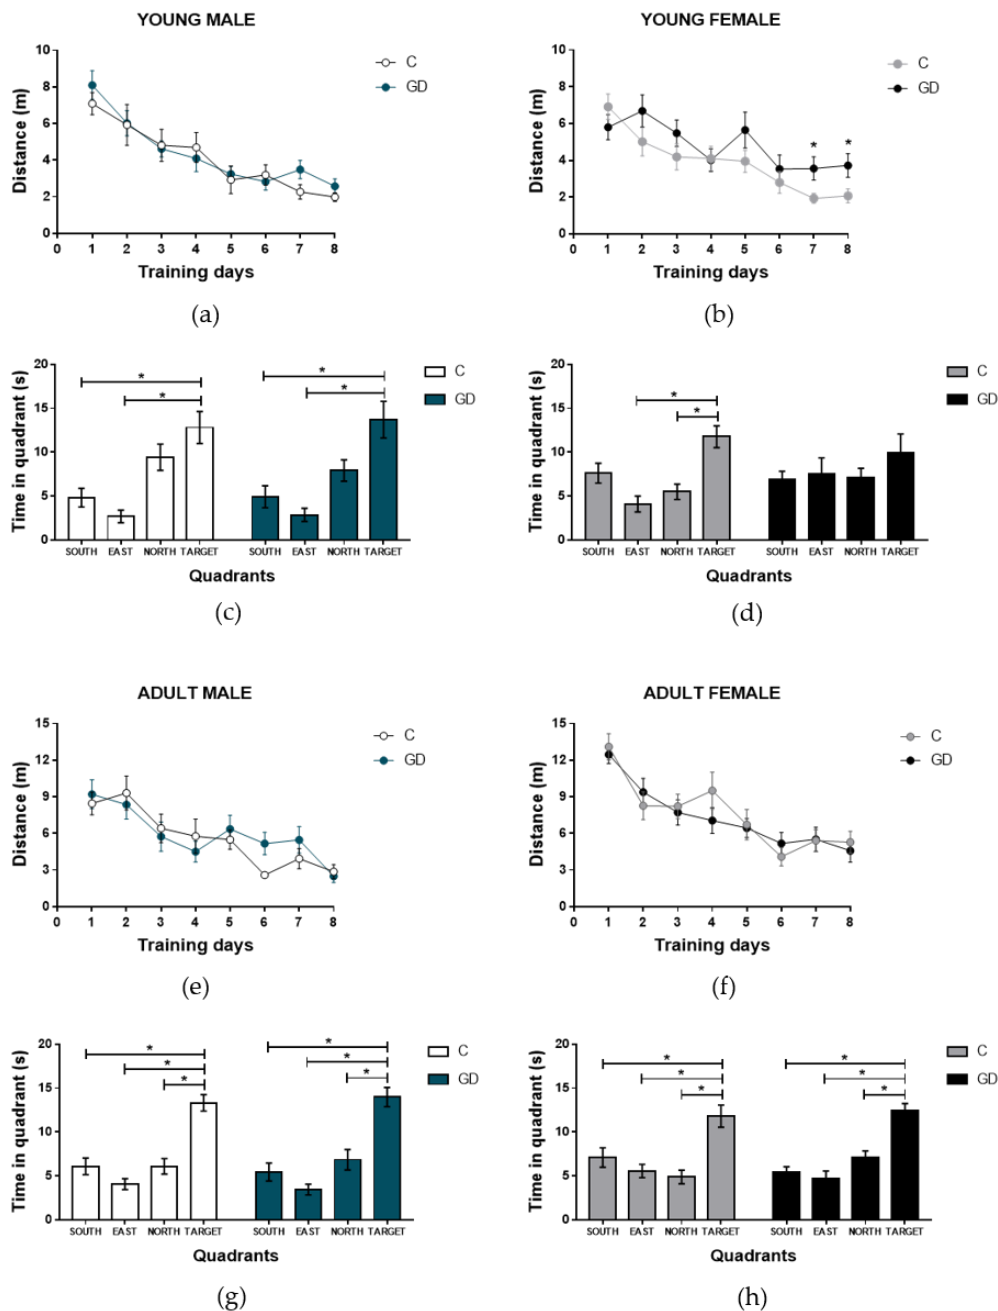 YOUNG MALE
YOUNG FEMALE
10
8
6
4
2
0
Distance (m)
0 1 2 3 4 5 6 7 8
Training days
C
GD
(a)
10
8
6
4
2
0
Distance (m)
* *
0 1 2 3 4 5 6 7 8
Training days
C
GD
(b)
20
15
10
5
0
Time in quadrant (s)
* *
* *
SOUTH EAST NORTH TARGET SOUTH EAST NORTH TARGET
Quadrants
C
GD
(c)
20
15
10
5
0
Time in quadrant (s)
*
*
SOUTH EAST NORTH TARGET SOUTH EAST NORTH TARGET
Quadrants
C
GD
(d)
ADULT MALE
ADULT FEMALE
15
12
9
6
3
0
Distance (m)
0 1 2 3 4 5 6 7 8
Training days
C
GD
(e)
15
12
9
6
3
0
Distance (m)
0 1 2 3 4 5 6 7 8
Training days
C
GD
(f)
20
15
10
5
0
Time in quadrant (s)
* *
* *
* *
SOUTH EAST NORTH TARGET SOUTH EAST NORTH TARGET
Quadrants
C
GD
(g)
20
15
10
5
0
Time in quadrant (s)
* *
* *
* *
SOUTH EAST NORTH TARGET SOUTH EAST NORTH TARGET
Quadrants
C
GD
(h)